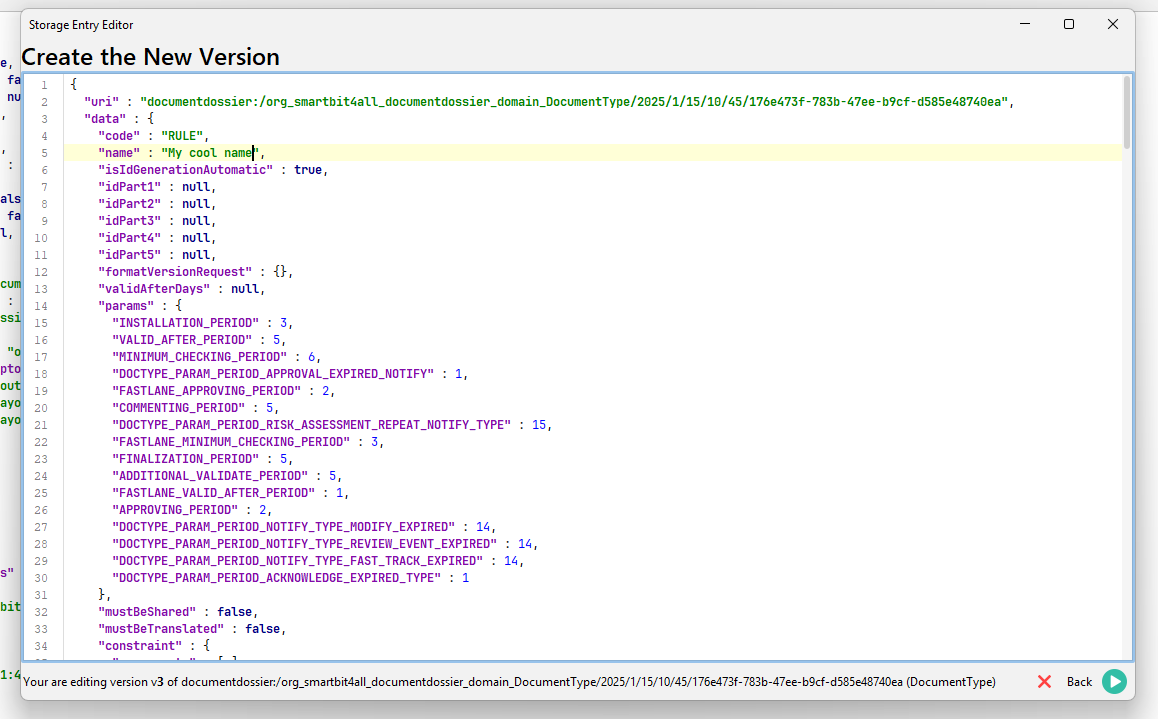 Storage Entry Editor
Create the New Version
1 {
2 "uri" : "documentdossier:/org_smartbit4all_documentdossier_domain_DocumentType/2025/1/15/10/45/176e473f-783b-47ee-b9cf-d585e48740ea",
3 "data" : {
4 "code" : "RULE",
5 "name" : "My cool name",
6 "isIdGenerationAutomatic" : true,
7 "idPart1" : null,
8 "idPart2" : null,
9 "idPart3" : null,
10 "idPart4" : null,
11 "idPart5" : null,
12 "formatVersionRequest" : {},
13 "validAfterDays" : null,
14 "params" : {
15 "INSTALLATION_PERIOD" : 3,
16 "VALID_AFTER_PERIOD" : 5,
17 "MINIMUM_CHECKING_PERIOD" : 6,
18 "DOCTYPE_PARAM_PERIOD_APPROVAL_EXPIRED_NOTIFY" : 1,
19 "FASTLANE_APPROVING_PERIOD" : 2,
20 "COMMENTING_PERIOD" : 5,
21 "DOCTYPE_PARAM_PERIOD_RISK_ASSESSMENT_REPEAT_NOTIFY_TYPE" : 15,
22 "FASTLANE_MINIMUM_CHECKING_PERIOD" : 3,
23 "FINALIZATION_PERIOD" : 5,
24 "ADDITIONAL_VALIDATE_PERIOD" : 5,
25 "FASTLANE_VALID_AFTER_PERIOD" : 1,
26 "APPROVING_PERIOD" : 2,
27 "DOCTYPE_PARAM_PERIOD_NOTIFY_TYPE_MODIFY_EXPIRED" : 14,
28 "DOCTYPE_PARAM_PERIOD_NOTIFY_TYPE_REVIEW_EVENT_EXPIRED" : 14,
29 "DOCTYPE_PARAM_PERIOD_NOTIFY_TYPE_FAST_TRACK_EXPIRED" : 14,
30 "DOCTYPE_PARAM_PERIOD_ACKNOWLEDGE_EXPIRED_TYPE" : 1
31 },
32 "mustBeShared" : false,
33 "mustBeTranslated" : false,
34 "constraint" : {
You are editing version v3 of documentdossier:/org_smartbit4all_documentdossier_domain_DocumentType/2025/1/15/10/45/176e473f-783b-47ee-b9cf-d585e48740ea (DocumentType)
Back